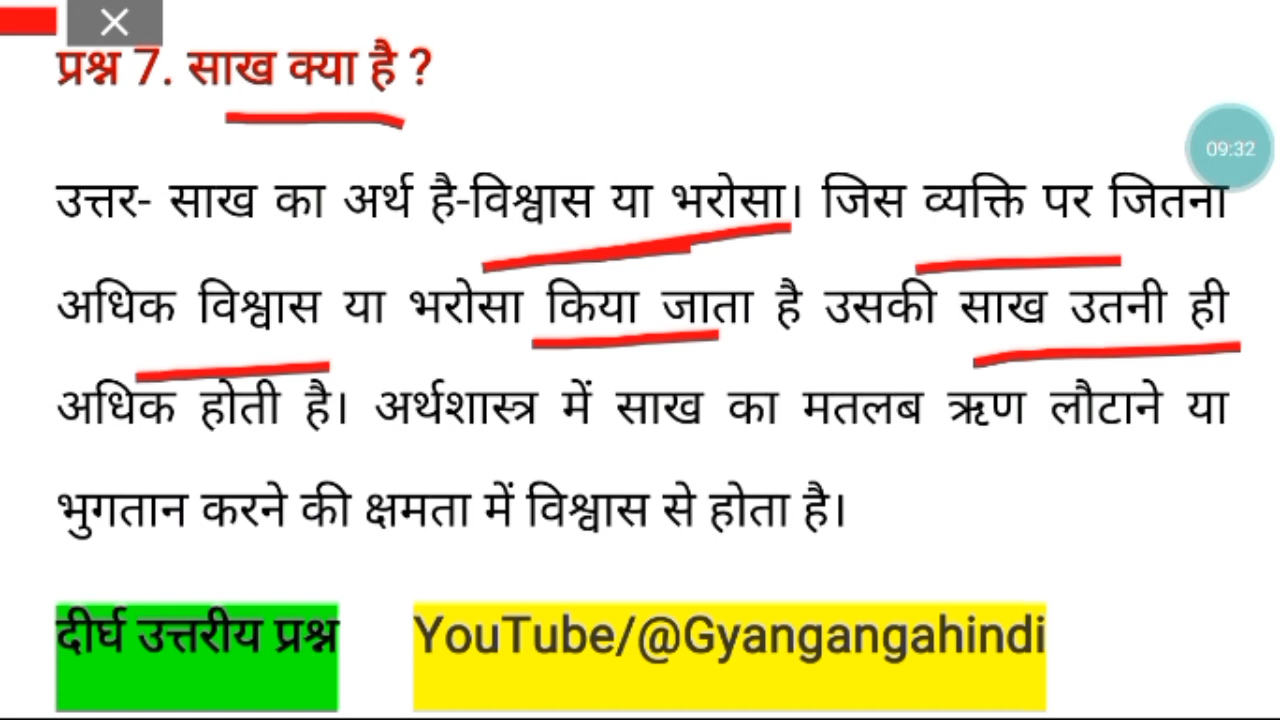 प्रश्न 7. साख क्या है ?
09:32
उत्तर- साख का अर्थ है-विश्वास या भरोसा। जिस व्यक्ति पर जितना
अधिक विश्वास या भरोसा किया जाता है उसकी साख उतनी ही
अधिक होती है। अर्थशास्त्र में साख का मतलब ऋण लौटाने या
भुगतान करने की क्षमता में विश्वास से होता है।
दीर्घ उत्तरीय प्रश्न YouTube/@Gyangangahindi